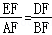 EF/AF = DF/BF